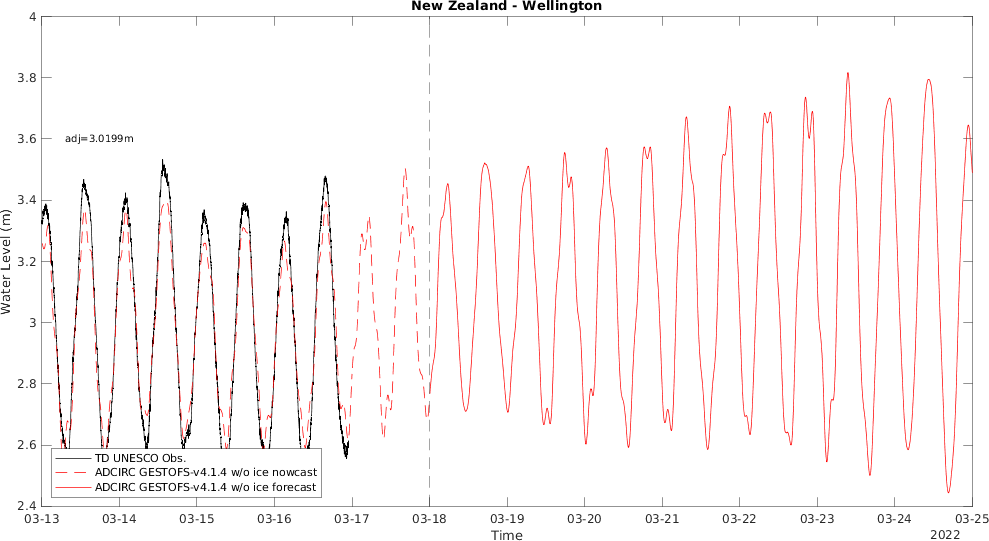 New Zealand - Wellington
4
3.8
3.6
3.4
3.2
3
2.8
2.6
2.4
Water Level (m)
adj=3.0199m
TD UNESCO Obs.
ADCIRC GESTOFS-v4.1.4 w/o ice nowcast
ADCIRC GESTOFS-v4.1.4 w/o ice forecast
03-13 03-14 03-15 03-16 03-17 03-18 03-19 03-20 03-21 03-22 03-23 03-24 03-25
Time
2022